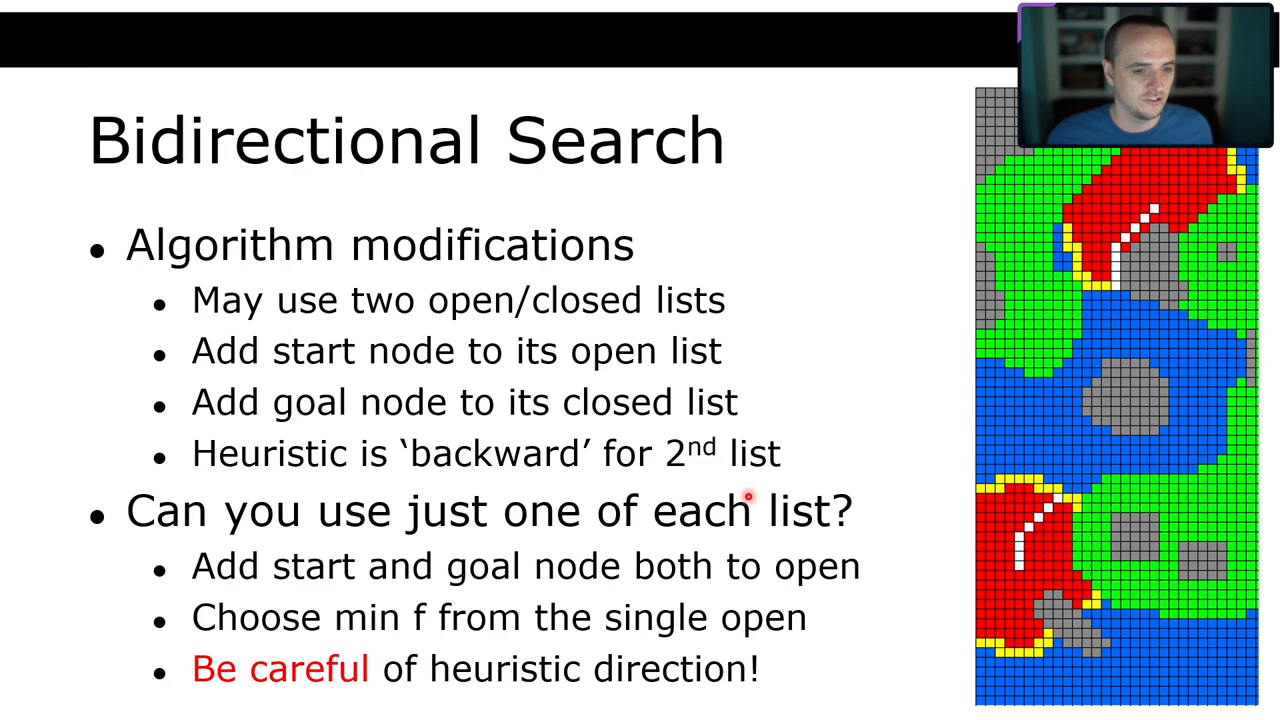 Bidirectional Search
• Algorithm modifications
• May use two open/closed lists
• Add start node to its open list
• Add goal node to its closed list
• Heuristic is ‘backward’ for 2nd list
• Can you use just one of each list?
• Add start and goal node both to open
• Choose min f from the single open
• Be careful of heuristic direction!